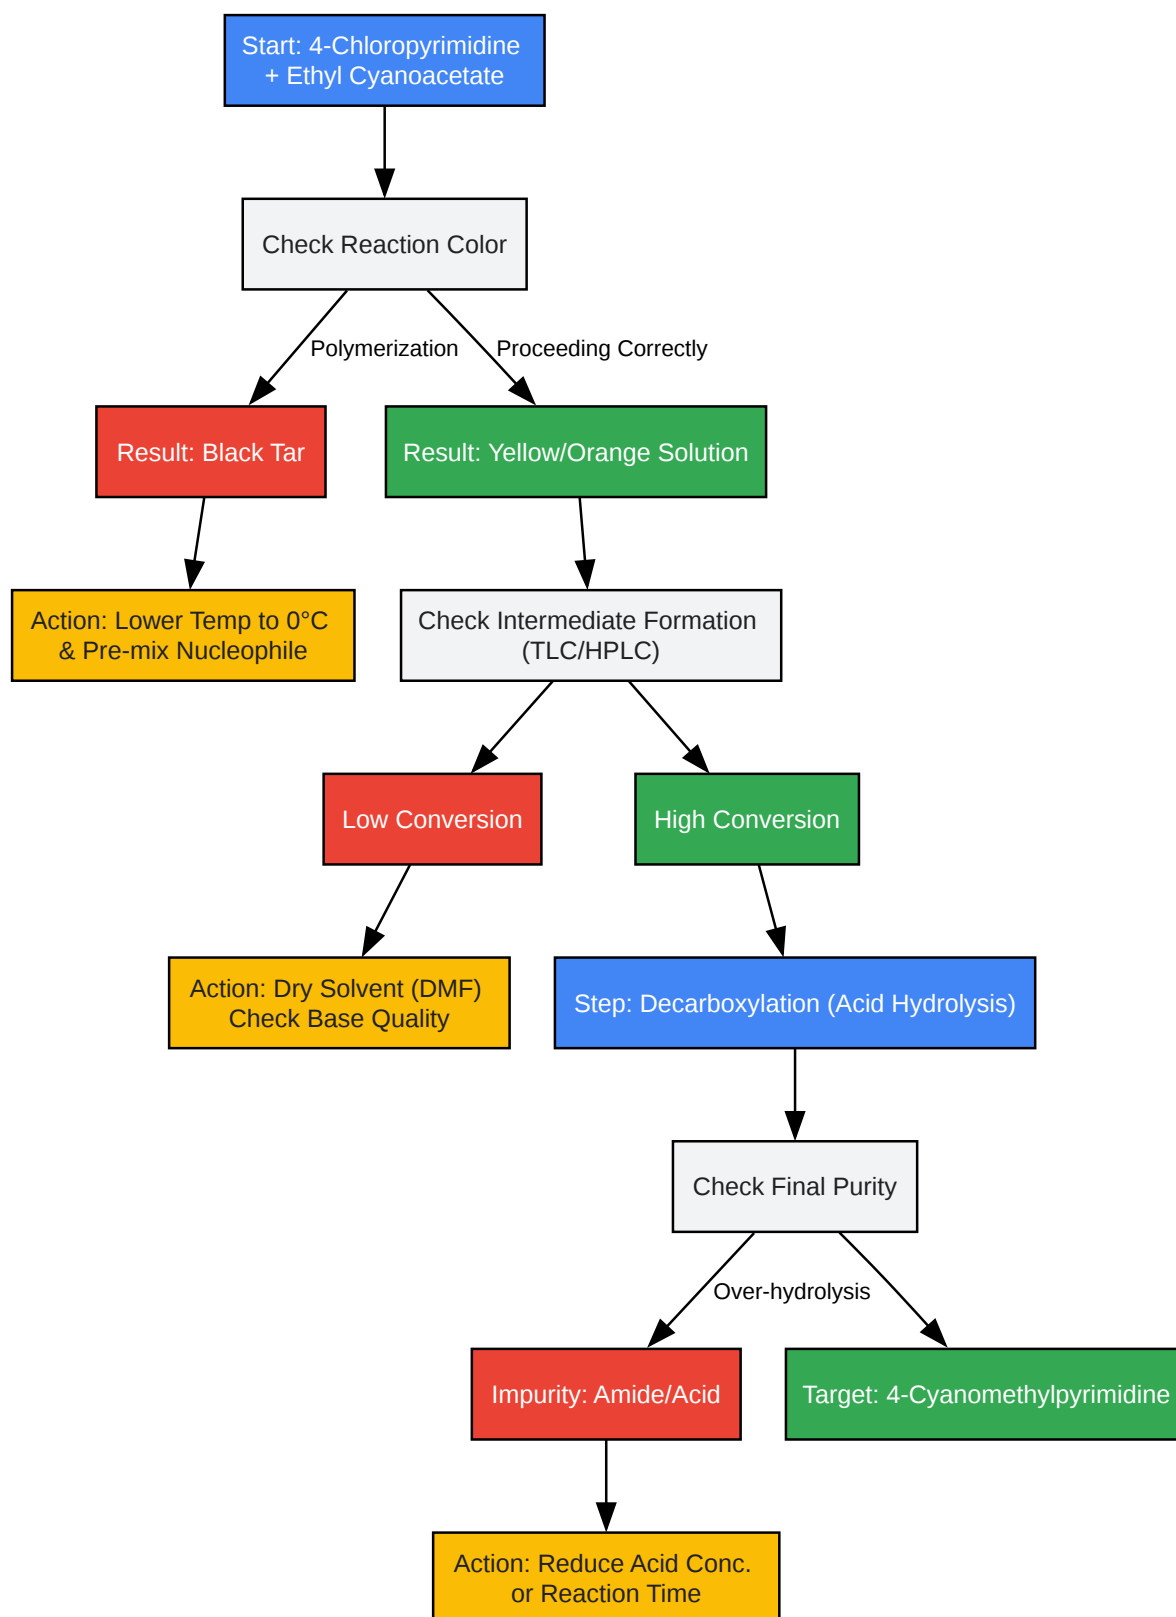 Start: 4-Chloropyrimidine
+ Ethyl Cyanoacetate
Check Reaction Color
Polymerization
Proceeding Correctly
Result: Black Tar
Result: Yellow/Orange Solution
Action: Lower Temp to 0°C
& Pre-mix Nucleophile
Check Intermediate Formation
(TLC/HPLC)
Low Conversion
High Conversion
Action: Dry Solvent (DMF)
Check Base Quality
Step: Decarboxylation (Acid Hydrolysis)
Check Final Purity
Over-hydrolysis
Impurity: Amide/Acid
Target: 4-Cyanomethylpyrimidine
Action: Reduce Acid Conc.
or Reaction Time